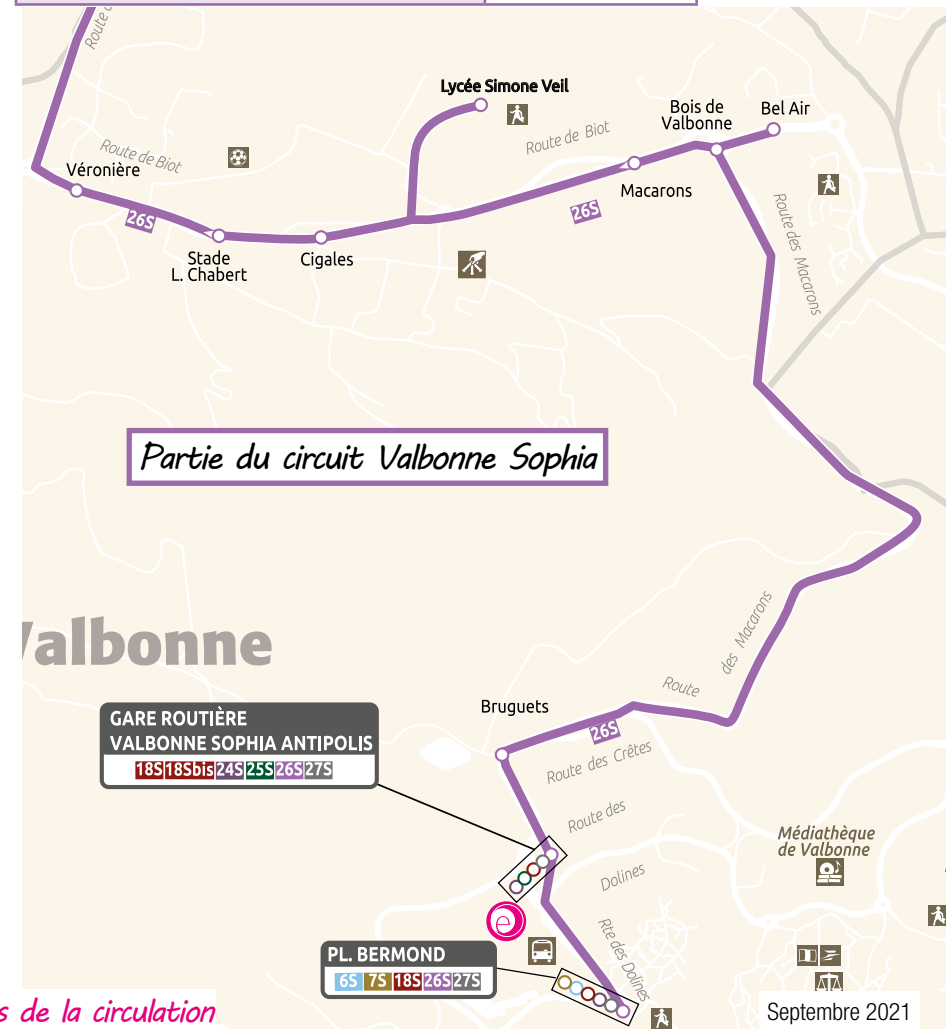 Route d
Lycée Simone Veil
Bois de
Valbonne
Bel Air
Route de Biot
Route de Biot
Véronière
Macarons
26S
26S
Stade
L. Chabert
Cigales
Route des Macarons
Partie du circuit Valbonne Sophia
Valbonne
des Macarons
Route
Bruguets
26S
GARE ROUTIÈRE
VALBONNE SOPHIA ANTIPOLIS
18S 18Sbis 24S 25S 26S 27S
Route des Crêtes
Route des
Dolines
Médiathèque
de Valbonne
e
Rte des Dolines
PL. BERMOND
6S 7S 18S 26S 27S
s de la circulation
Septembre 2021